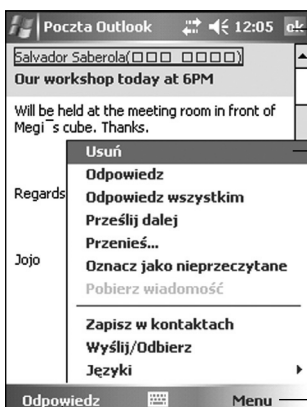 Poczta Outlook 12:05 ok
Salvador Saberola(□□□ □□□□)
Our workshop today at 6PM
Will be held at the meeting room in front of
Megi¯s cube. Thanks.
Regards
Jojo
Usuń
Odpowiedz
Odpowiedz wszystkim
Prześlij dalej
Przenieś...
Oznacz jako nieprzeczytane
Pobierz wiadomość
Zapisz w kontaktach
Wyślij/Odbierz
Języki
Odpowiedz Menu